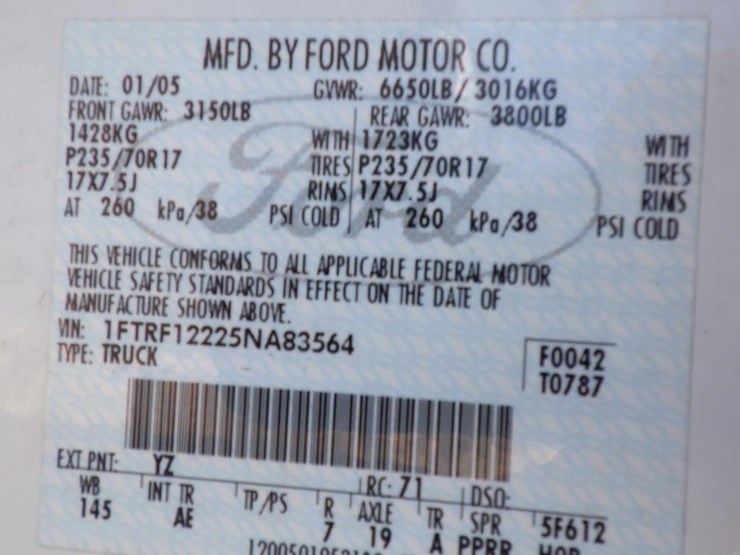 MFD. BY FORD MOTOR CO.
DATE: 01/05 GVWR: 6650LB/ 3016KG
FRONT GAWR: 3150LB REAR GAWR: 3800LB
1428KG WITH 1723KG WITH
P235/70R17 TIRES P235/70R17 TIRES
17X7.5J RIMS 17X7.5J RIMS
AT 260 kPa/38 PSI COLD AT 260 kPa/38 PSI COLD
Ford
THIS VEHICLE CONFORMS TO ALL APPLICABLE FEDERAL MOTOR
VEHICLE SAFETY STANDARDS IN EFFECT ON THE DATE OF
MANUFACTURE SHOWN ABOVE.
VIN: 1FTRF12225NA83564
TYPE: TRUCK
F0042
T0787
EXT PNT: YZ RC: 71 DSO:
WB INT TR TP/PS R AXLE TR SPR 5F612
145 AE 7 19 A PPRR